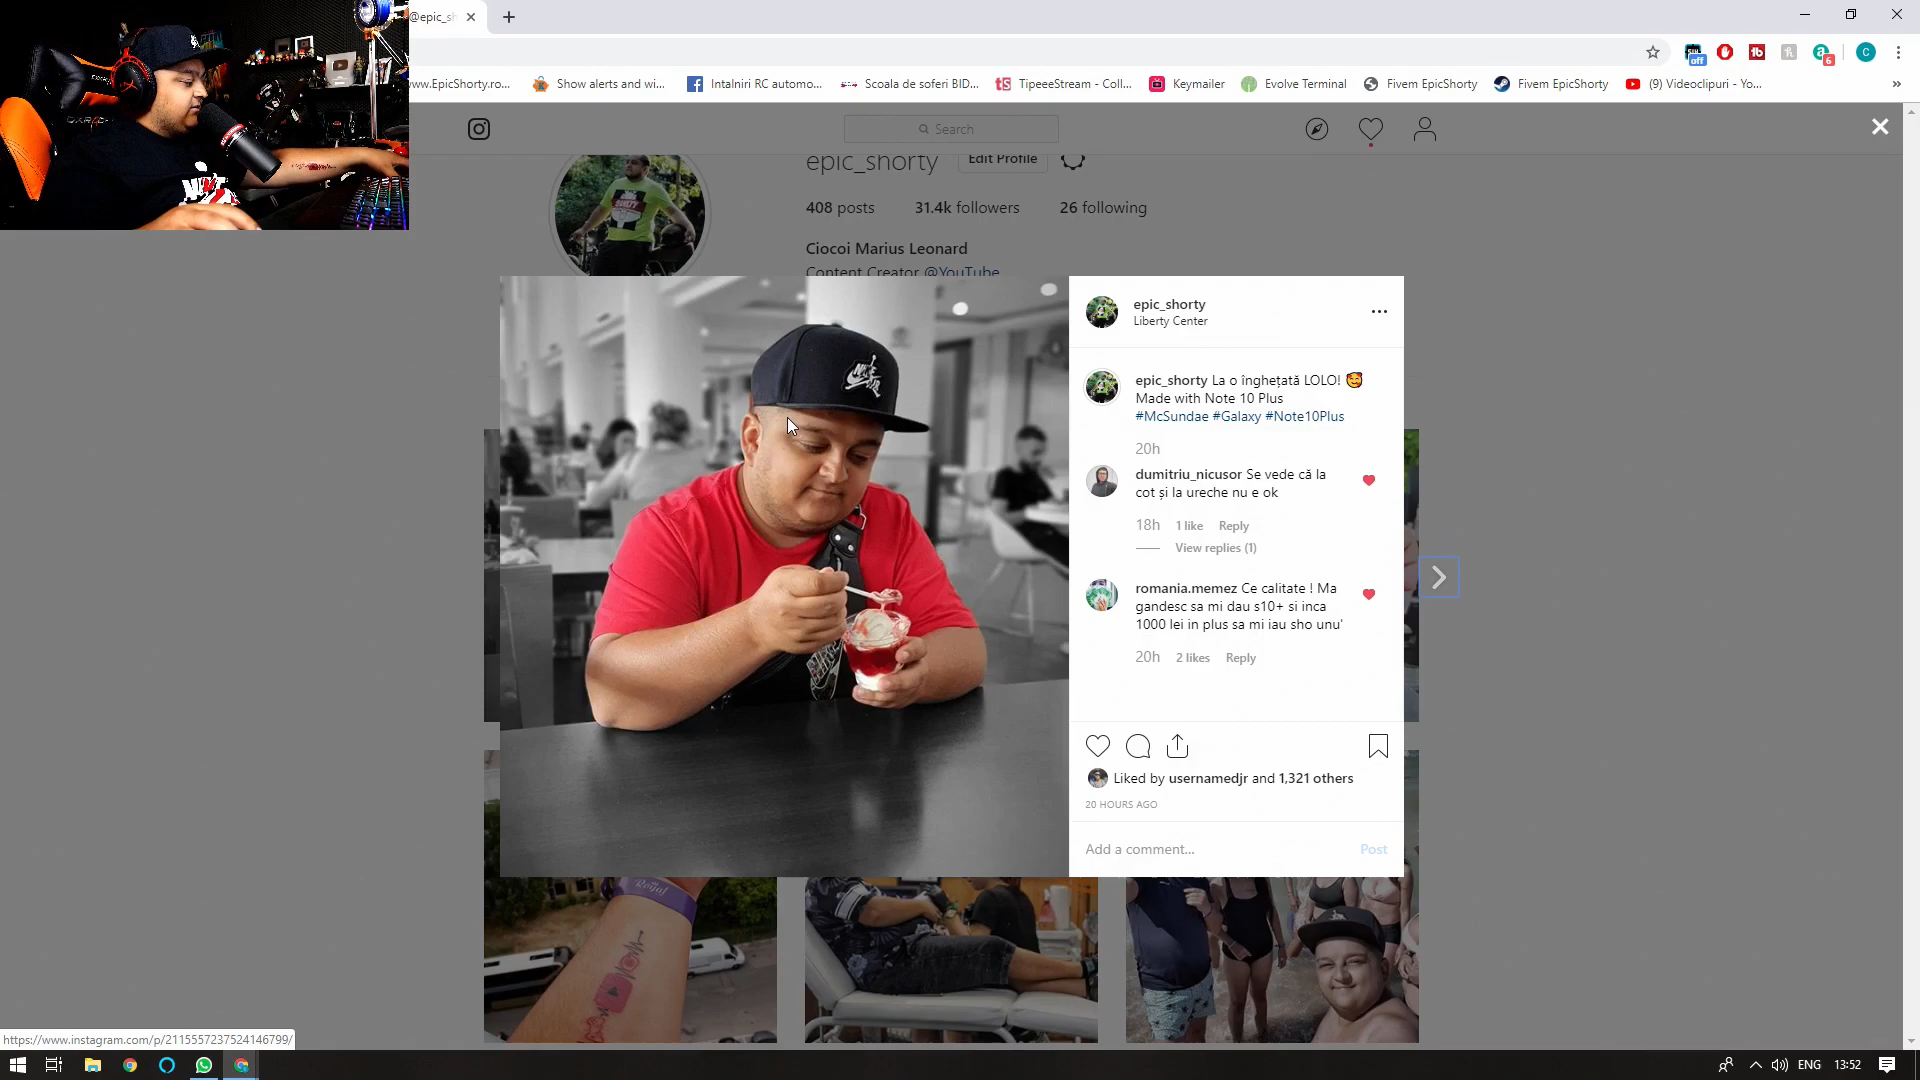 @epic_sh
www.EpicShorty.ro...
Show alerts and wi...
Intalniri RC automo...
Scoala de soferi BID...
TipeeeStream - Coll...
Keymailer
Evolve Terminal
Fivem EpicShorty
Fivem EpicShorty
(9) Videoclipuri - Yo...
»
off
6
C
Search
epic_shorty
Edit Profile
408 posts
31.4k followers
26 following
Ciocoi Marius Leonard
Content Creator @YouTube
epic_shorty
Liberty Center
epic_shorty La o înghețată LOLO! 🥰
Made with Note 10 Plus
#McSundae #Galaxy #Note10Plus
20h
dumitriu_nicusor Se vede că la
cot și la ureche nu e ok
18h 1 like Reply
View replies (1)
romania.memez Ce calitate ! Ma
gandesc sa mi dau s10+ si inca
1000 lei in plus sa mi iau sho unu'
20h 2 likes Reply
Liked by usernamedjr and 1,321 others
20 HOURS AGO
Add a comment...
Post
Royal
https://www.instagram.com/p/2115557237524146799/
ENG
13:52